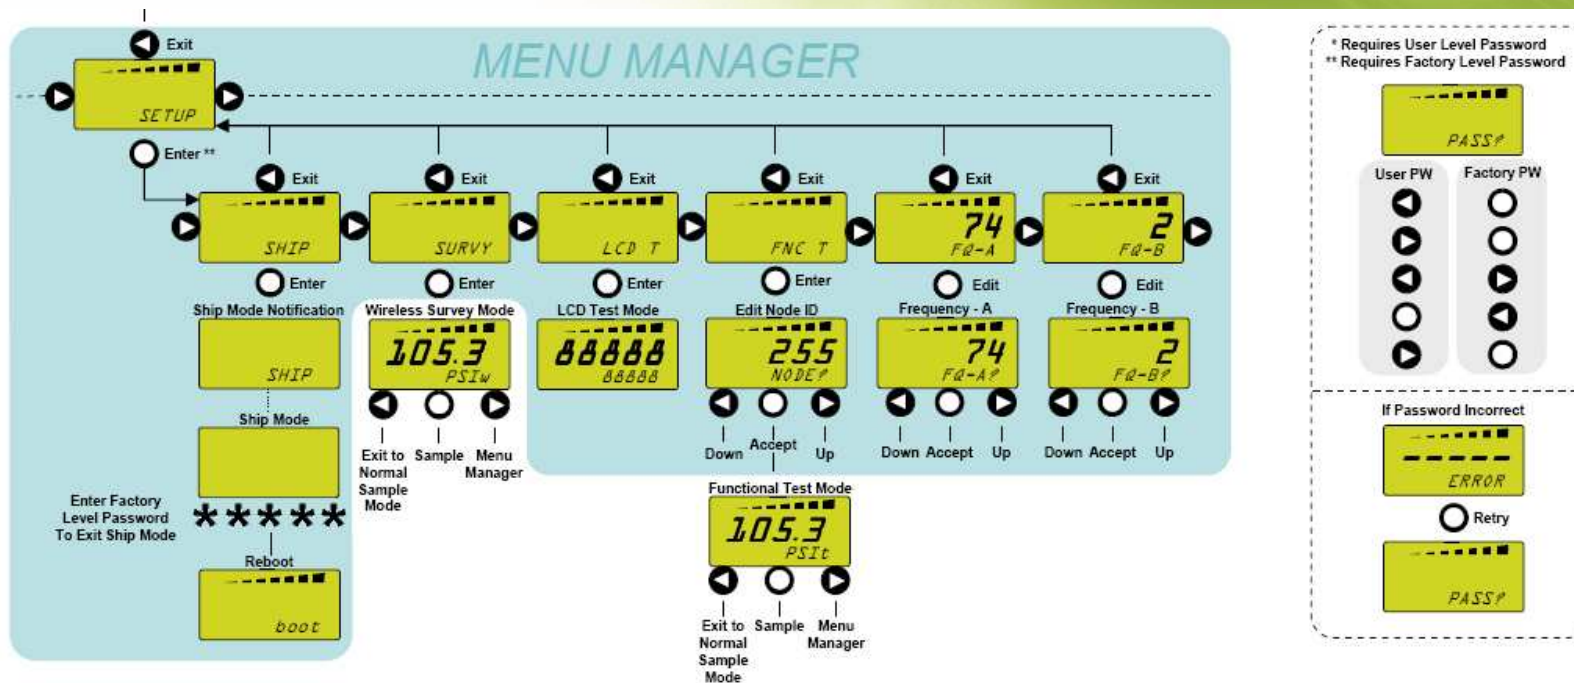 Exit
MENU MANAGER
SETUP
Enter **
Exit
Exit
Exit
Exit
Exit
Exit
SHIP
SURVY
LCD T
FNC T
74
FQ-A
2
FQ-B
Enter
Enter
Enter
Enter
Edit
Edit
Ship Mode Notification
Wireless Survey Mode
LCD Test Mode
Edit Node ID
Frequency - A
Frequency - B
SHIP
105.3
PSIw
88888
88888
255
NODE?
74
FQ-A?
2
FQ-B?
Ship Mode
Exit to
Normal
Sample
Mode
Sample
Menu
Manager
Down
Accept
Up
Down
Accept
Up
Down
Accept
Up
Enter Factory
Level Password
To Exit Ship Mode
* * * * *
Reboot
boot
Functional Test Mode
105.3
PSIt
Exit to
Normal
Sample
Mode
Sample
Menu
Manager
* Requires User Level Password
** Requires Factory Level Password
PASS?
User PW
Factory PW
If Password Incorrect
-----
ERROR
Retry
PASS?